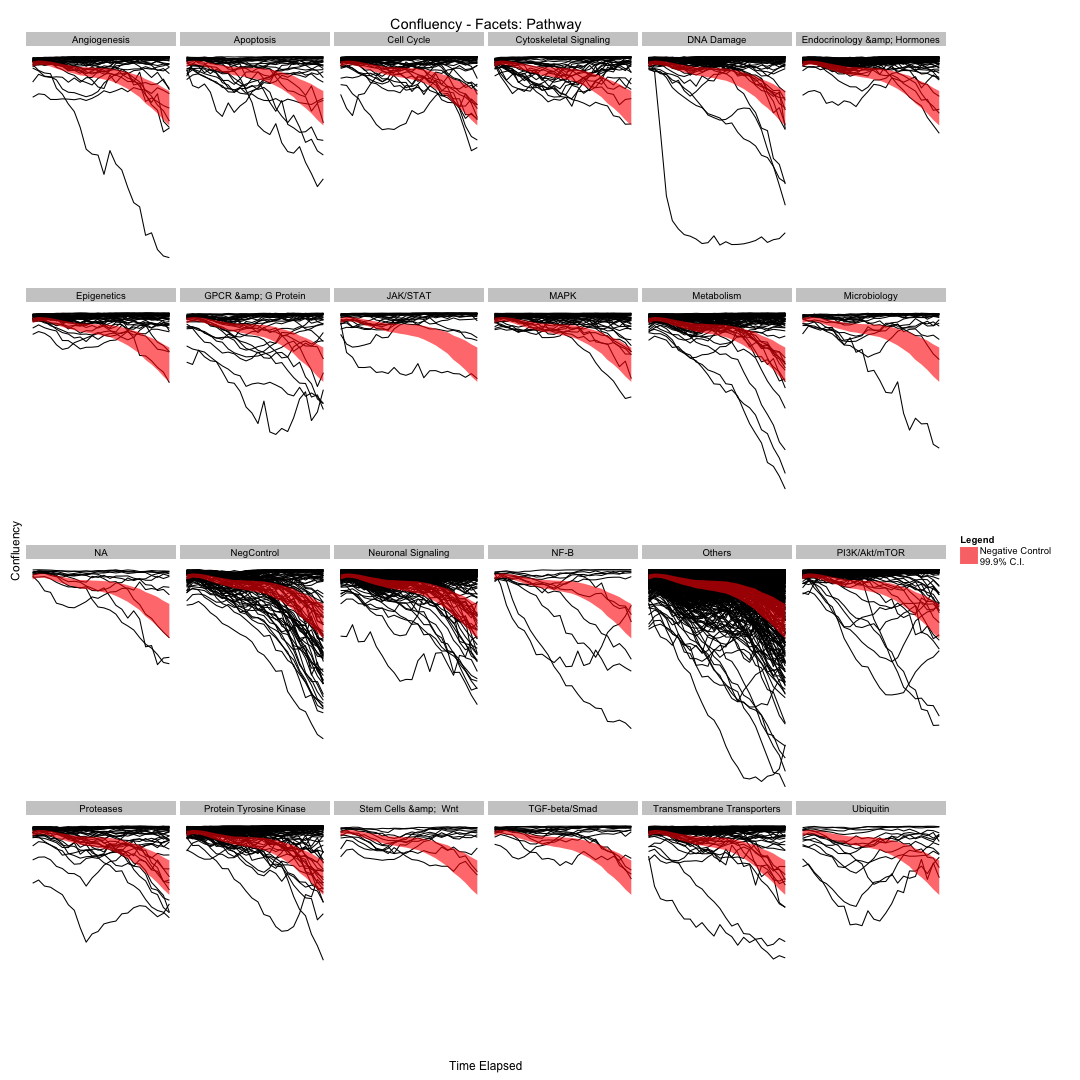 Confluency - Facets: Pathway
Angiogenesis
Apoptosis
Cell Cycle
Cytoskeletal Signaling
DNA Damage
Endocrinology &amp; Hormones
Epigenetics
GPCR &amp; G Protein
JAK/STAT
MAPK
Metabolism
Microbiology
Confluency
NA
NegControl
Neuronal Signaling
NF-B
Others
PI3K/Akt/mTOR
Legend
Negative Control
99.9% C.I.
Proteases
Protein Tyrosine Kinase
Stem Cells &amp;  Wnt
TGF-beta/Smad
Transmembrane Transporters
Ubiquitin
Time Elapsed